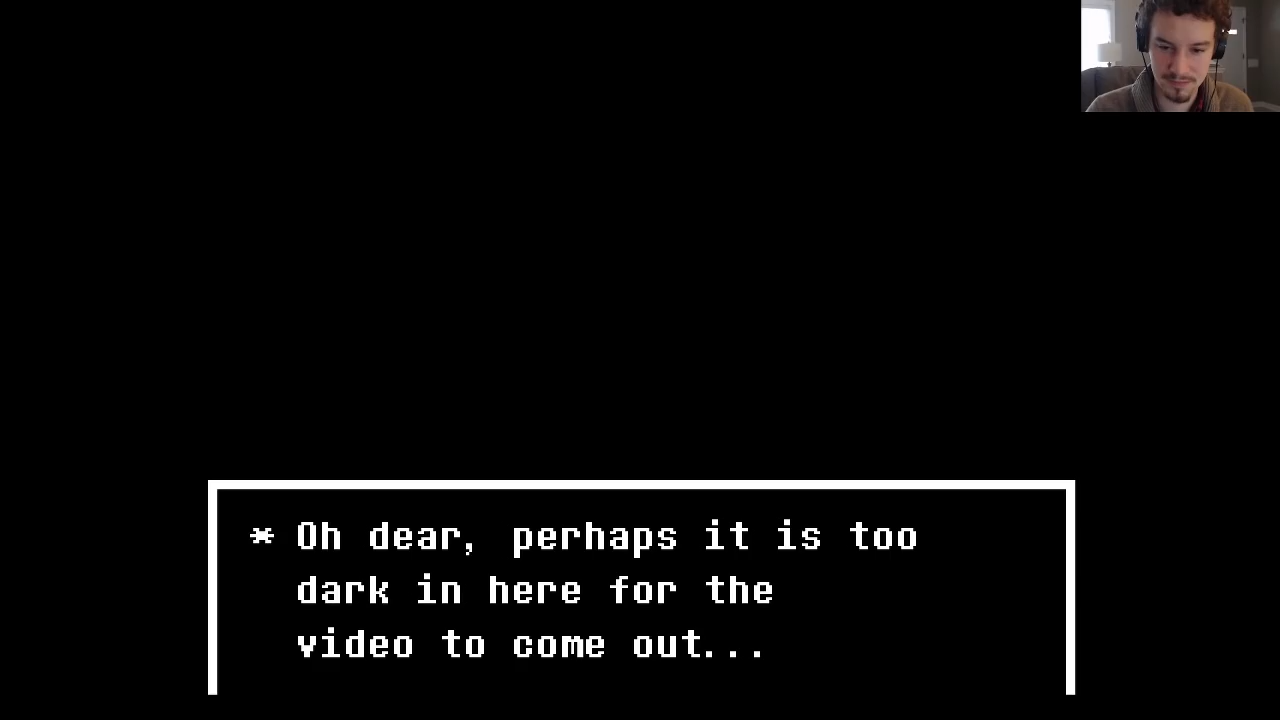 * Oh dear, perhaps it is too
dark in here for the
video to come out...